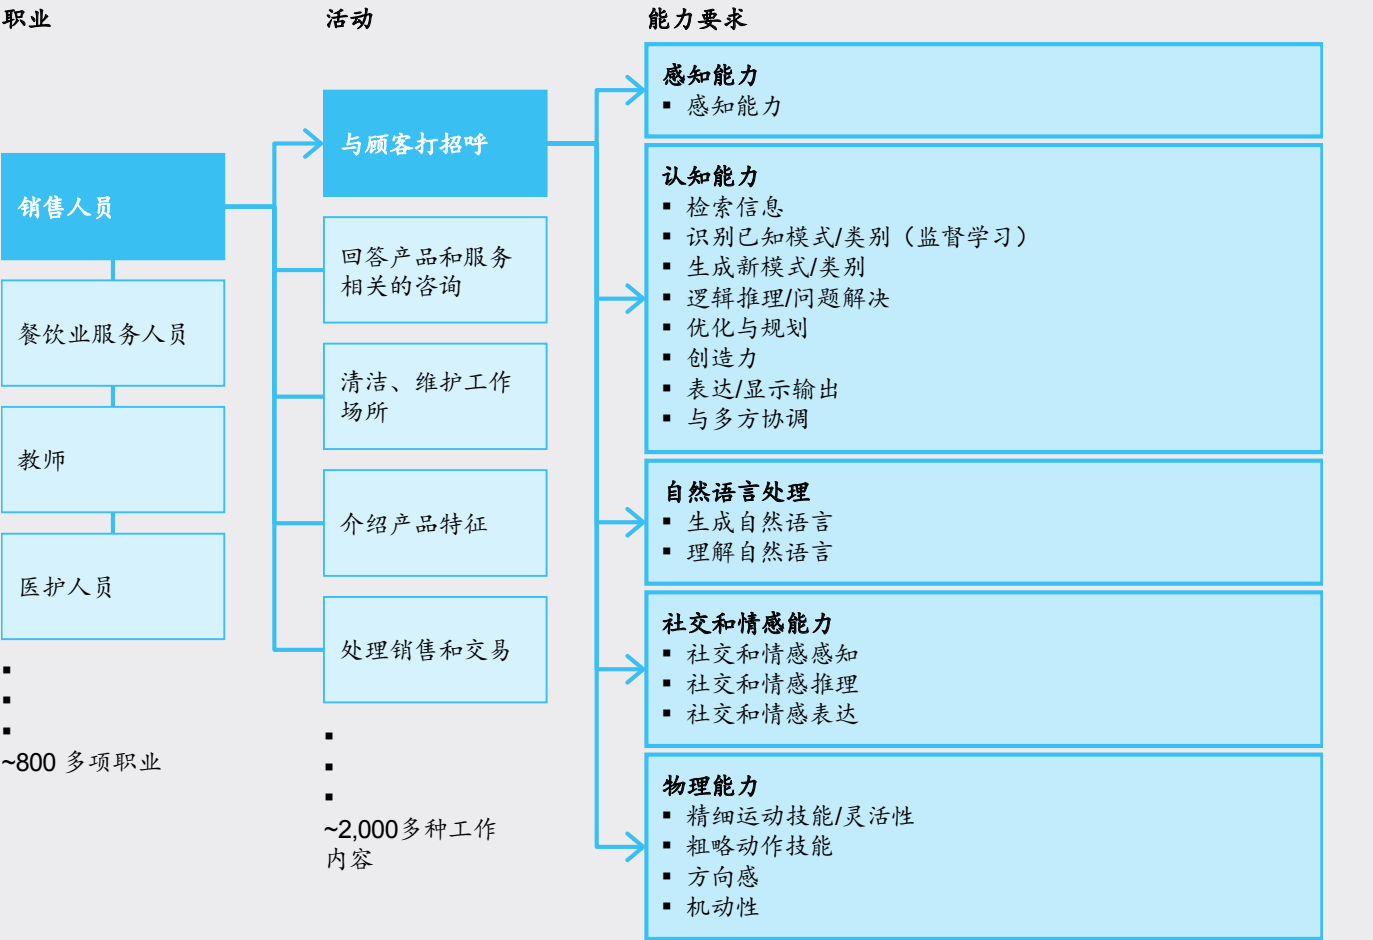 职业
活动
能力要求
销售人员
餐饮业服务人员
教师
医护人员
▪
▪
▪
~800 多项职业
与顾客打招呼
回答产品和服务
相关的咨询
清洁、维护工作
场所
介绍产品特征
处理销售和交易
▪
▪
▪
~2,000多种工作
内容
感知能力
▪ 感知能力
认知能力
▪ 检索信息
▪ 识别已知模式/类别（监督学习）
▪ 生成新模式/类别
▪ 逻辑推理/问题解决
▪ 优化与规划
▪ 创造力
▪ 表达/显示输出
▪ 与多方协调
自然语言处理
▪ 生成自然语言
▪ 理解自然语言
社交和情感能力
▪ 社交和情感感知
▪ 社交和情感推理
▪ 社交和情感表达
物理能力
▪ 精细运动技能/灵活性
▪ 粗略动作技能
▪ 方向感
▪ 机动性